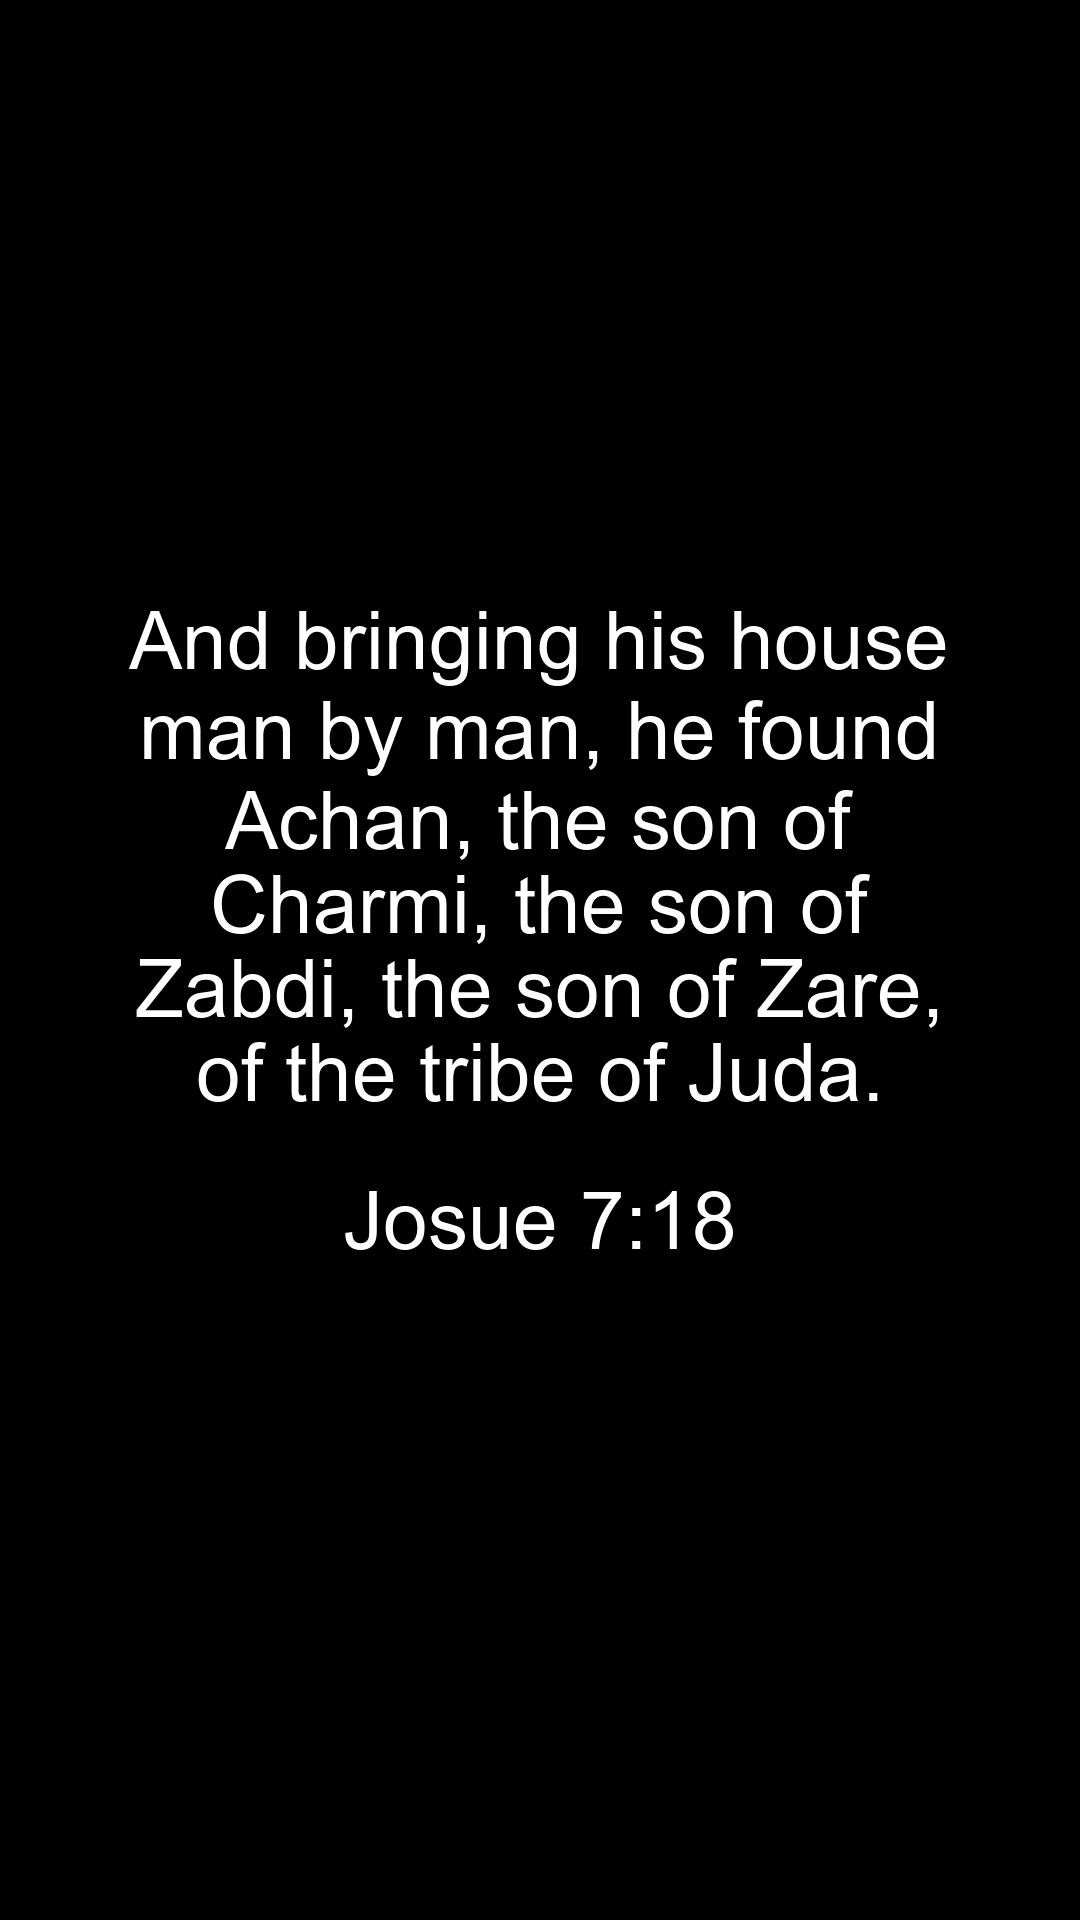 And bringing his house
man by man, he found
Achan, the son of
Charmi, the son of
Zabdi, the son of Zare,
of the tribe of Juda.
Josue 7:18